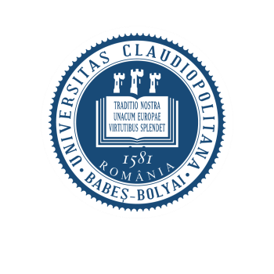 UNIVERSITAS CLAUDIOPOLITANA
TRADITIO NOSTRA
UNACUM EUROPAE
VIRTUTIBUS SPLENDET
1581
ROMÂNIA
· BABEȘ-BOLYAI ·